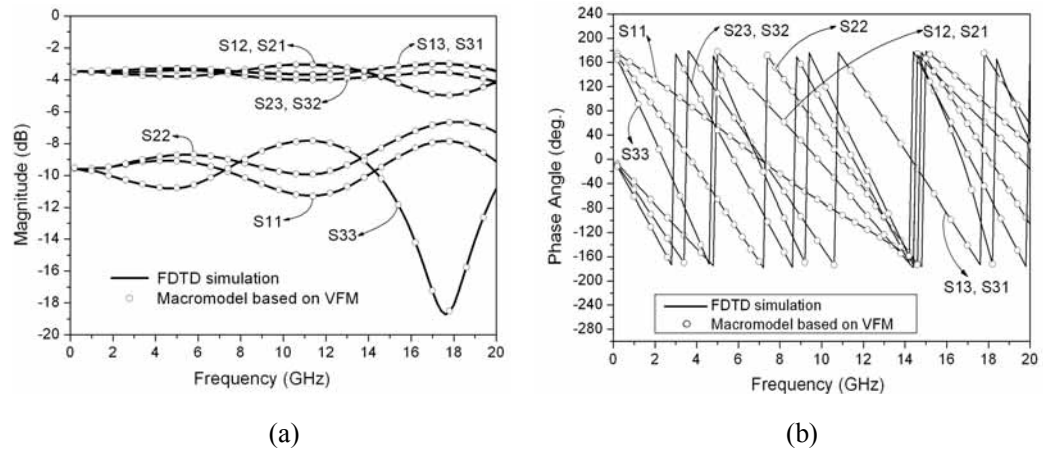 -2
-4
-6
-8
-10
-12
-14
-16
-18
-20
Magnitude (dB)
S12, S21
S13, S31
S23, S32
S22
S11
S33
FDTD simulation
Macromodel based on VFM
0 2 4 6 8 10 12 14 16 18 20
Frequency (GHz)
(a)
240
200
160
120
80
40
0
-40
-80
-120
-160
-200
-240
-280
Phase Angle (deg.)
S11
S23, S32
S22
S12, S21
S33
S13, S31
FDTD simulation
Macromodel based on VFM
0 2 4 6 8 10 12 14 16 18 20
Frequency (GHz)
(b)